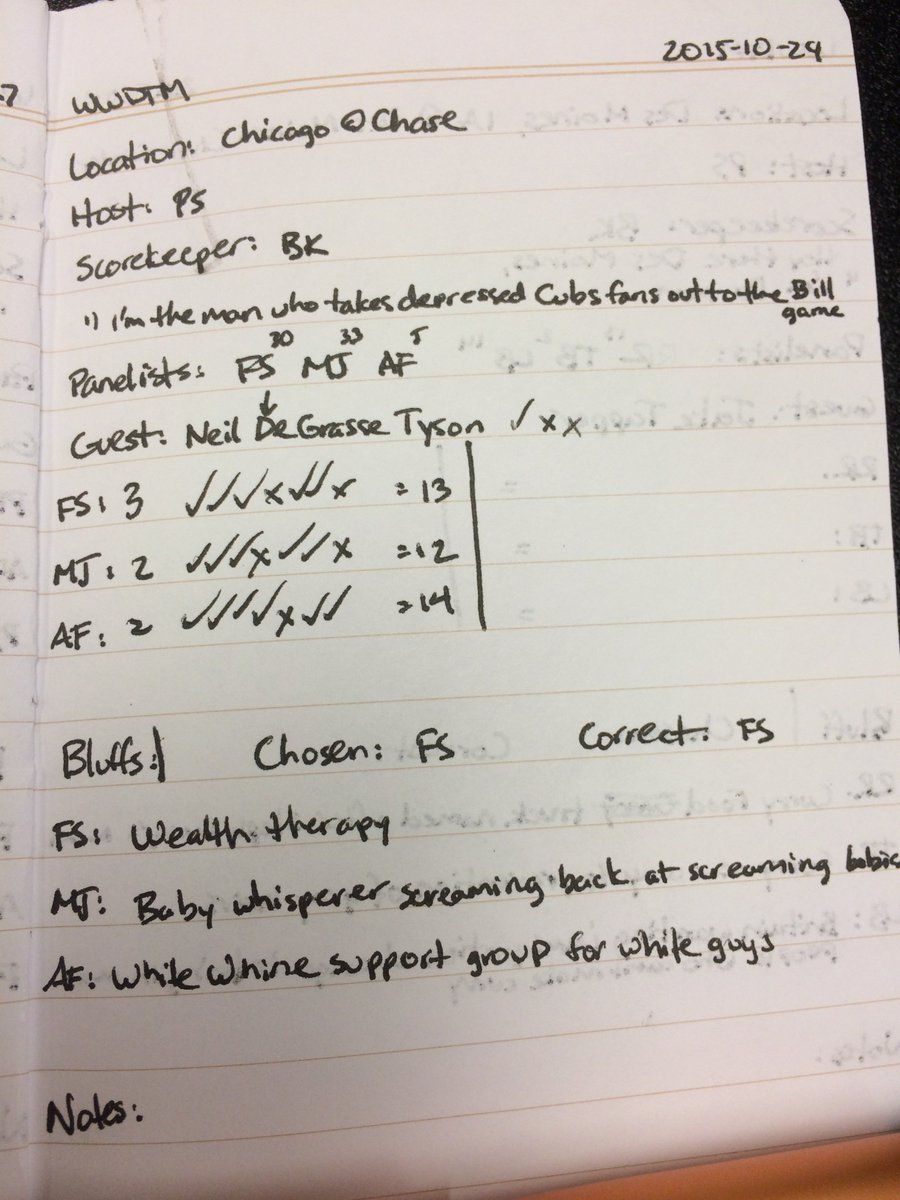 2015-10-29
WWDTM
Location: Chicago @ Chase
Host: PS
Scorekeeper: BK
") I'm the man who takes depressed Cubs fans out to the Bill
game
30 33 5
Panelists: FS MJ AF
↓
Guest: Neil DeGrasse Tyson ✓ x x
FS: 3 ✓✓✓x✓✓x = 13
MJ: 2 ✓✓✓x✓✓x = 12
AF: 2 ✓✓✓✓x✓✓ = 14
Bluffs: Chosen: FS Correct: FS
FS: Wealth therapy
MJ: Baby whisperer screaming back at screaming babie
AF: White Whine support group for white guys
Notes: